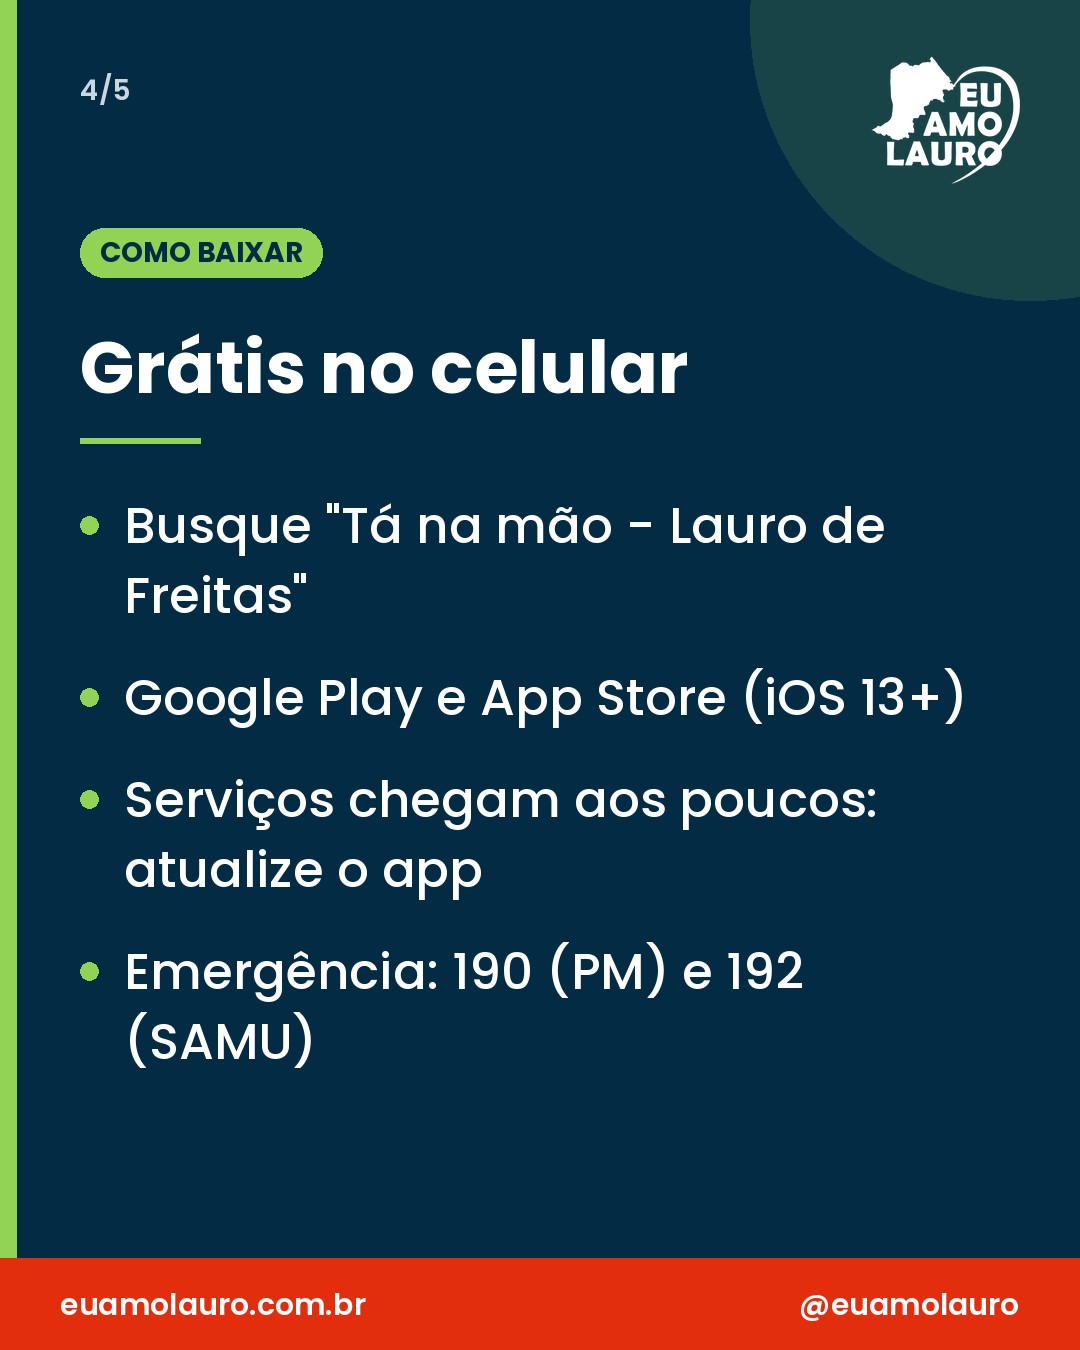 4/5
EU
AMO
LAURO
COMO BAIXAR
Grátis no celular
Busque "Tá na mão - Lauro de
Freitas"
Google Play e App Store (iOS 13+)
Serviços chegam aos poucos:
atualize o app
Emergência: 190 (PM) e 192
(SAMU)
euamolauro.com.br
@euamolauro